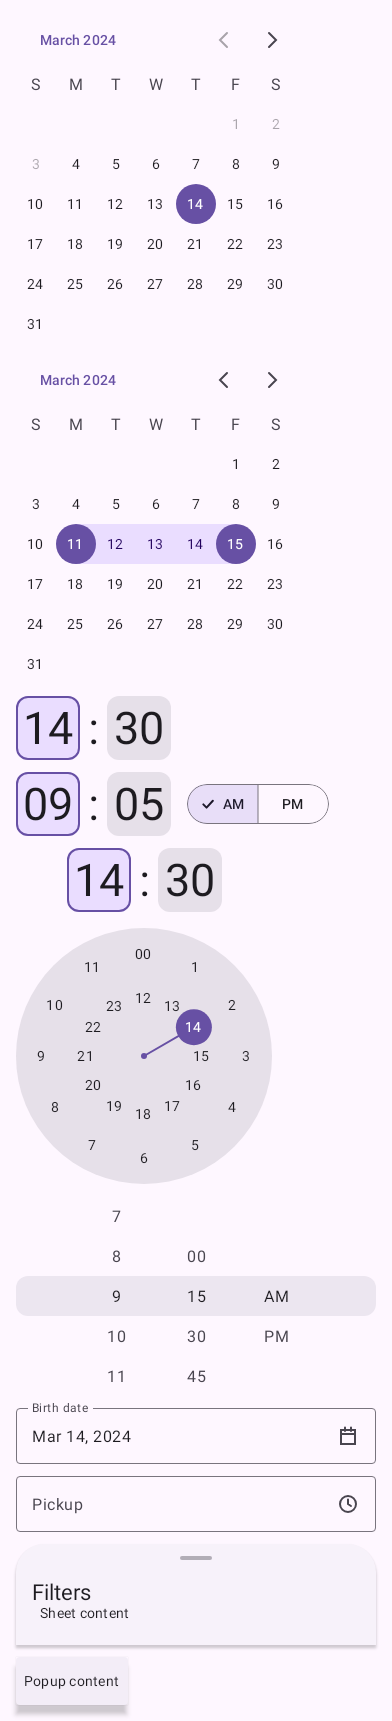 March 2024
S M T W T F S
1 2
3 4 5 6 7 8 9
10 11 12 13 14 15 16
17 18 19 20 21 22 23
24 25 26 27 28 29 30
31
March 2024
S M T W T F S
1 2
3 4 5 6 7 8 9
10 11 12 13 14 15 16
17 18 19 20 21 22 23
24 25 26 27 28 29 30
31
14 : 30
09 : 05 AM PM
14 : 30
00
11 1
12
10 23 13 2
22 14
9 21 15 3
20 16
8 19 17 4
18
7 5
6
7
8 00
9 15 AM
10 30 PM
11 45
Birth date
Mar 14, 2024
Pickup
Filters
Sheet content
Popup content